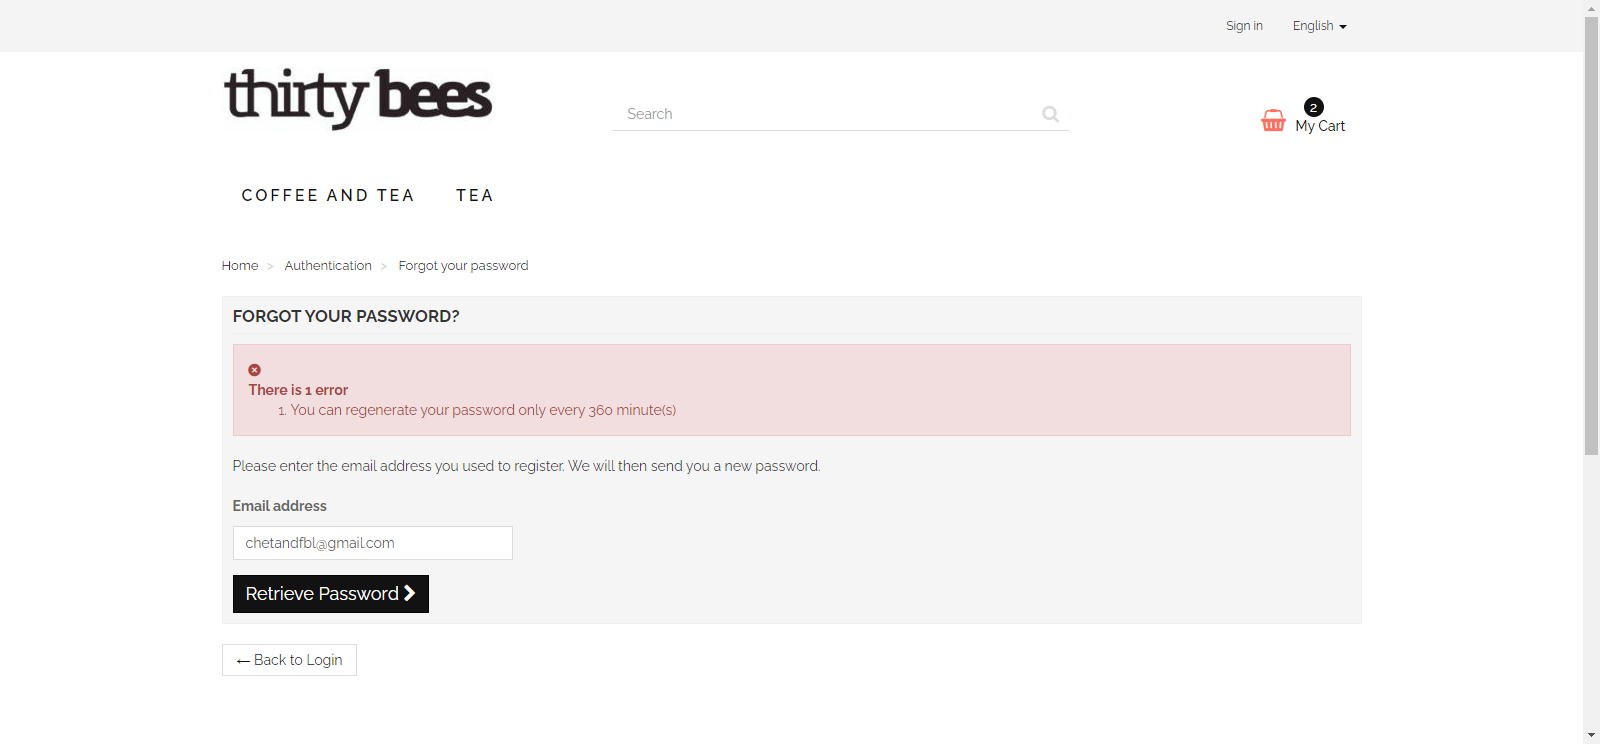 Sign in English
thirty bees
Search
2
My Cart
COFFEE AND TEA TEA
Home > Authentication > Forgot your password
FORGOT YOUR PASSWORD?
There is 1 error
1. You can regenerate your password only every 360 minute(s)
Please enter the email address you used to register. We will then send you a new password.
Email address
chetandfbl@gmail.com
Retrieve Password
← Back to Login